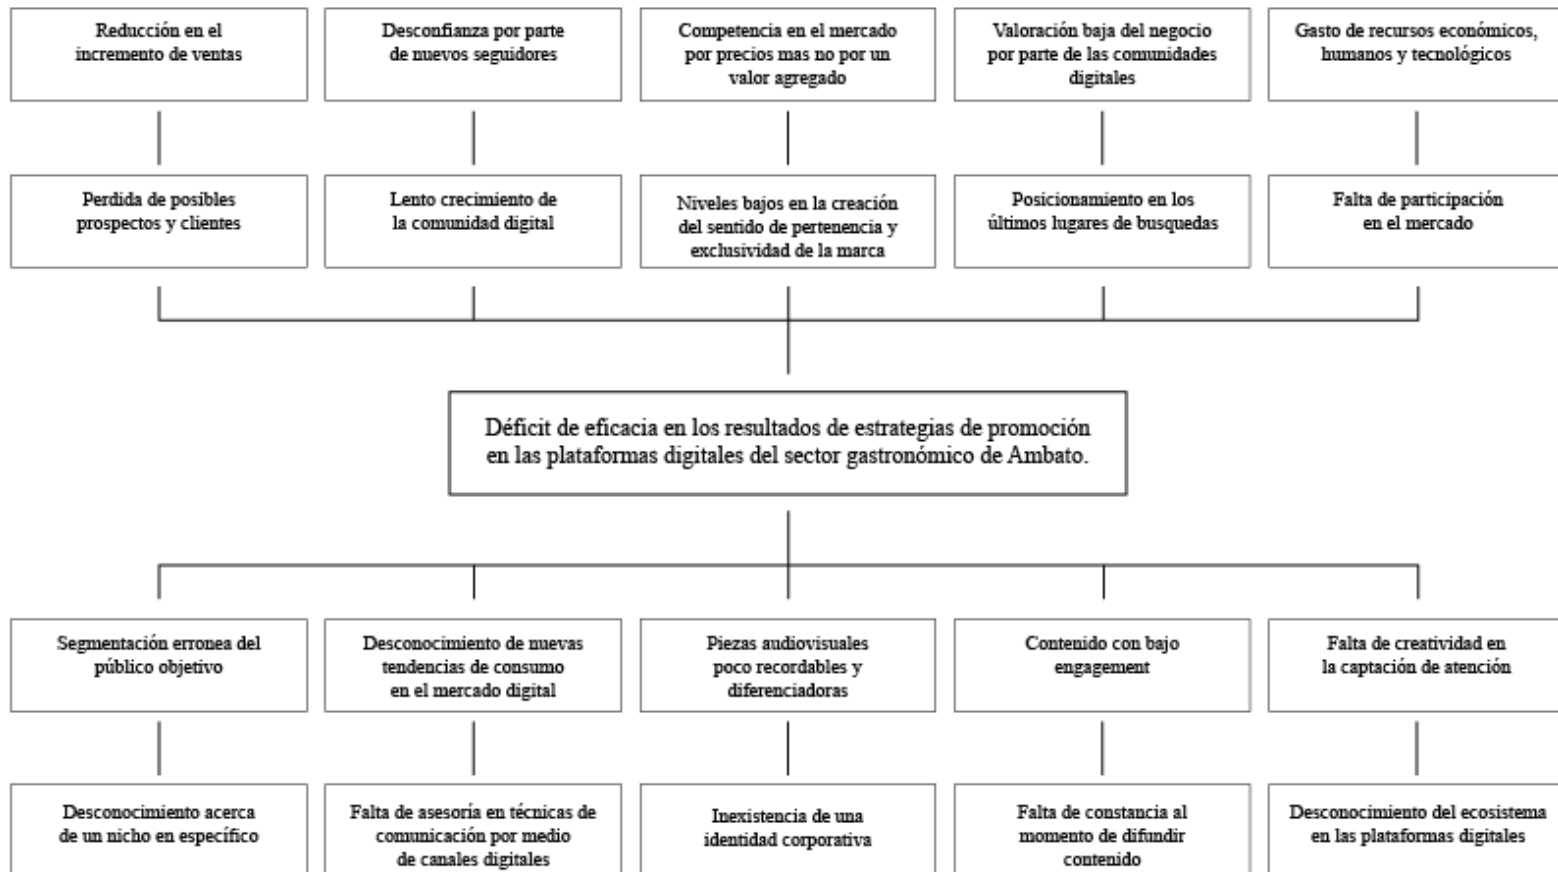 Reducción en el
incremento de ventas
Desconfianza por parte
de nuevos seguidores
Competencia en el mercado
por precios mas no por un
valor agregado
Valoración baja del negocio
por parte de las comunidades
digitales
Gasto de recursos económicos,
humanos y tecnológicos
Perdida de posibles
prospectos y clientes
Lento crecimiento de
la comunidad digital
Niveles bajos en la creación
del sentido de pertenencia y
exclusividad de la marca
Posicionamiento en los
últimos lugares de busquedas
Falta de participación
en el mercado
Déficit de eficacia en los resultados de estrategias de promoción
en las plataformas digitales del sector gastronómico de Ambato.
Segmentación erronea del
público objetivo
Desconocimiento de nuevas
tendencias de consumo
en el mercado digital
Piezas audiovisuales
poco recordables y
diferenciadoras
Contenido con bajo
engagement
Falta de creatividad en
la captación de atención
Desconocimiento acerca
de un nicho en específico
Falta de asesoría en técnicas de
comunicación por medio
de canales digitales
Inexistencia de una
identidad corporativa
Falta de constancia al
momento de difundir
contenido
Desconocimiento del ecosistema
en las plataformas digitales